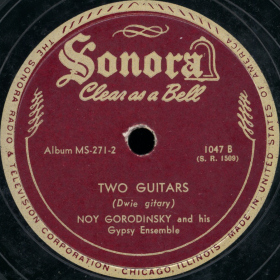 Sonora
Clear as a Bell
Album MS-271-2
1047 B
(S. R. 1509)
TWO GUITARS
(Dwie gitary)
NOY GORODINSKY and his
Gypsy Ensemble
THE SONORA RADIO & TELEVISION CORPORATION - CHICAGO, ILLINOIS - MADE IN UNITED STATES OF AMERICA